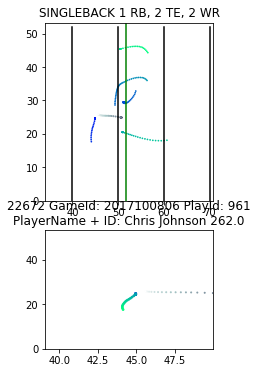 SINGLEBACK 1 RB, 2 TE, 2 WR
50
40
30
20
10
0
40 50 60 70
22672 GameId: 2017100806 PlayId: 961
PlayerName + ID: Chris Johnson 262.0
40
20
0
40.0 42.5 45.0 47.5